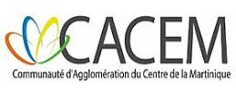 CACEM
Communauté d'Agglomération du Centre de la Martinique